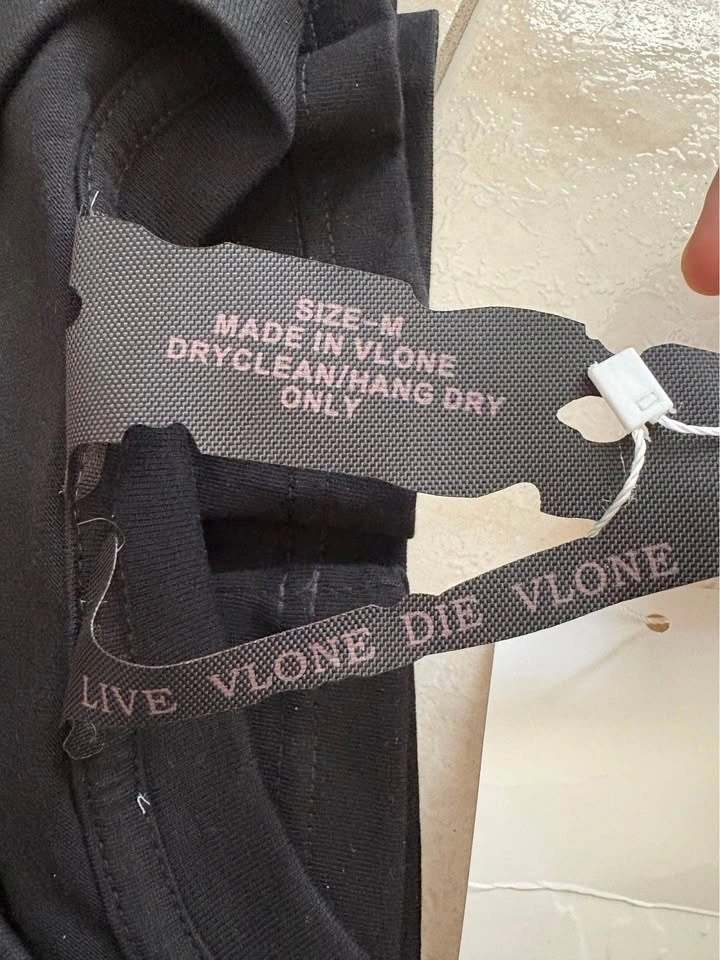 SIZE-M
MADE IN VLONE
DRYCLEAN/HANG DRY
ONLY
LIVE VLONE DIE VLONE